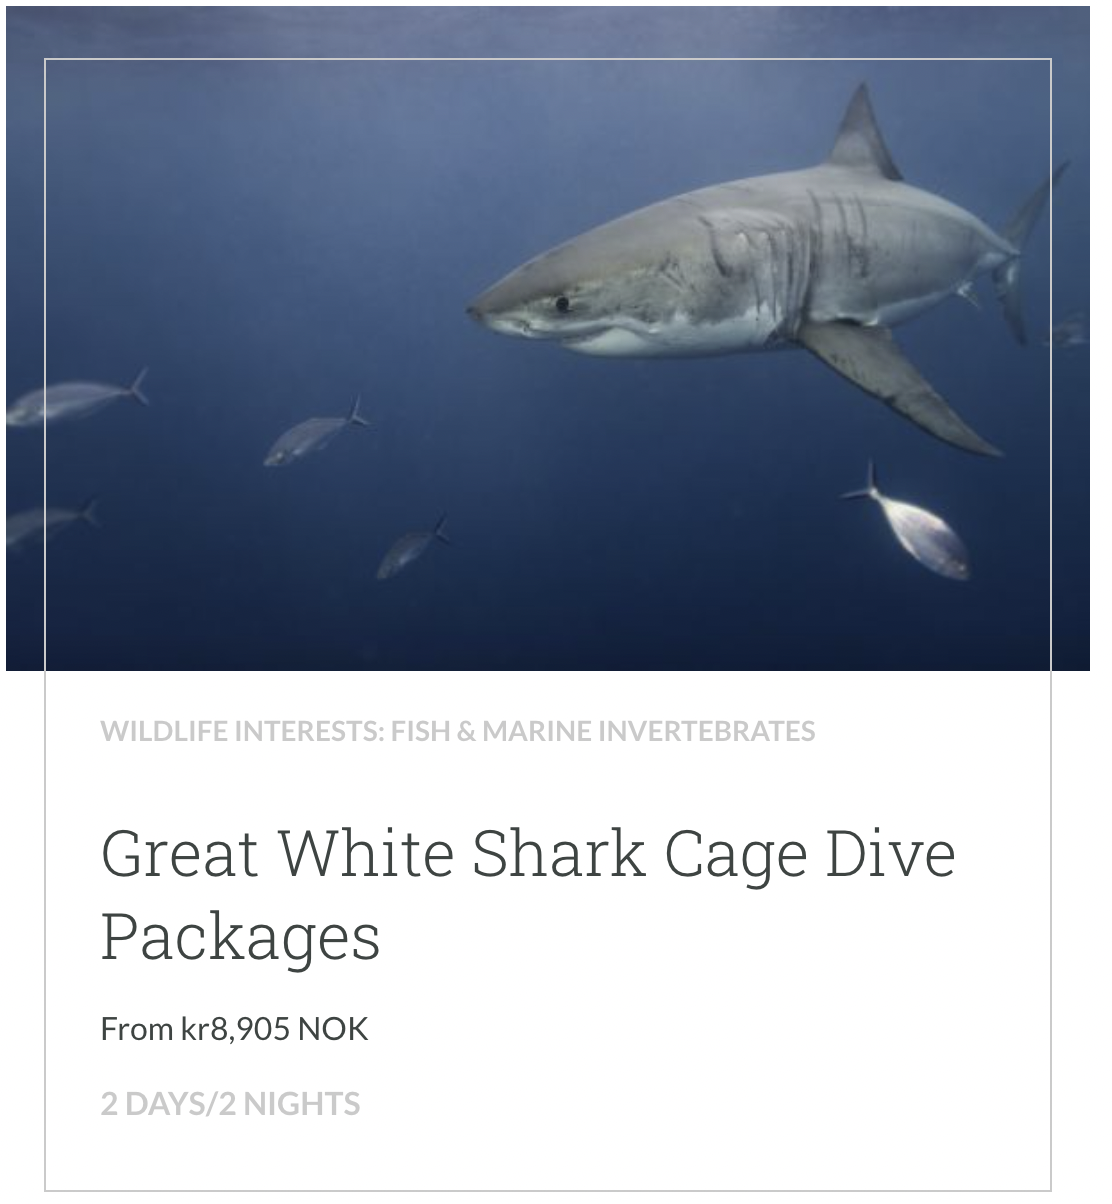 WILDLIFE INTERESTS: FISH & MARINE INVERTEBRATES
Great White Shark Cage Dive
Packages
From kr8,905 NOK
2 DAYS/2 NIGHTS